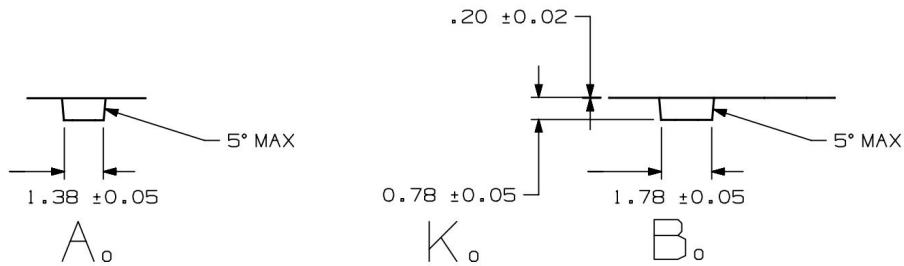 .20 ±0.02
5° MAX
5° MAX
1.38 ±0.05
0.78 ±0.05
1.78 ±0.05
Ao
Ko
Bo